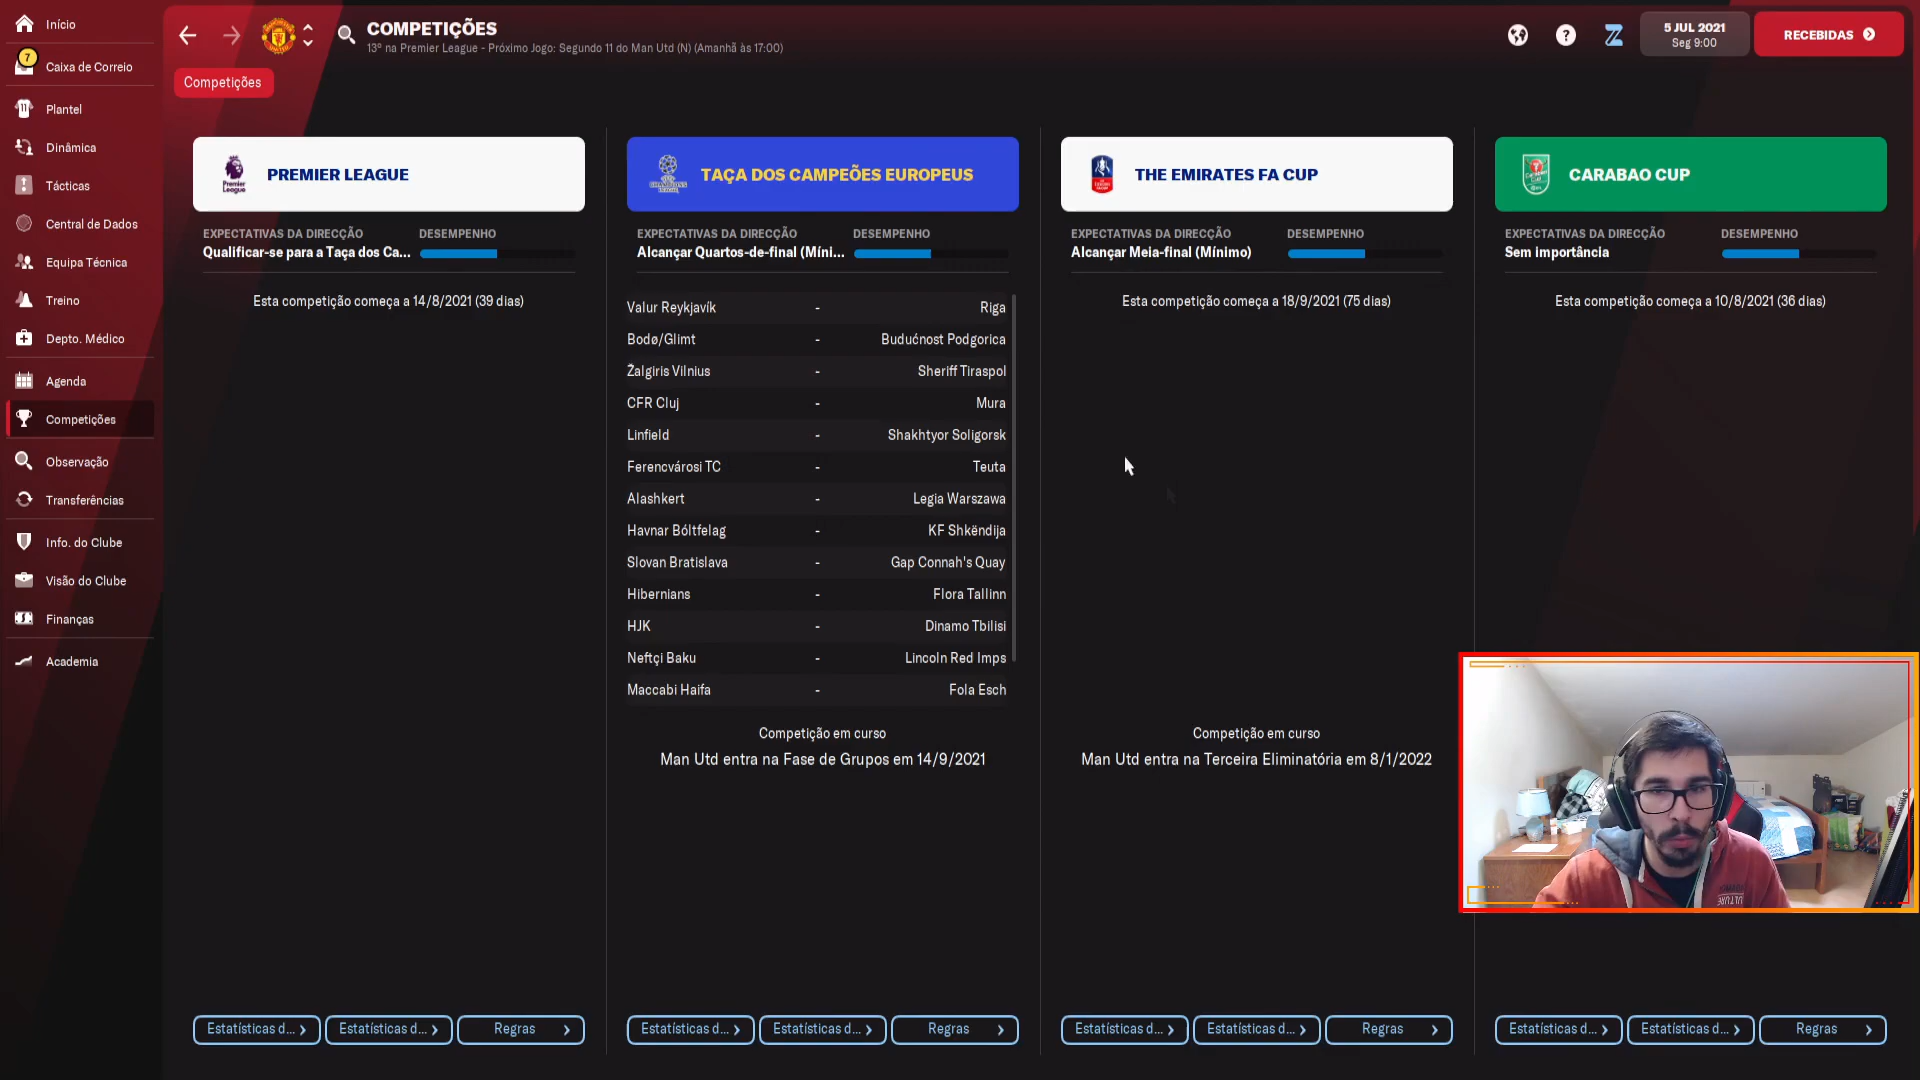 Início
7
Caixa de Correio
Plantel
Dinâmica
Tácticas
Central de Dados
Equipa Técnica
Treino
Depto. Médico
Agenda
Competições
Observação
Transferências
Info. do Clube
Visão do Clube
Finanças
Academia
COMPETIÇÕES
13º na Premier League - Próximo Jogo: Segundo 11 do Man Utd (N) (Amanhã às 17:00)
5 JUL 2021
Seg 9:00
RECEBIDAS
Competições
Premier League
PREMIER LEAGUE
EXPECTATIVAS DA DIRECÇÃO
DESEMPENHO
Qualificar-se para a Taça dos Ca...
Esta competição começa a 14/8/2021 (39 dias)
Estatísticas d...
Estatísticas d...
Regras
TAÇA DOS CAMPEÕES EUROPEUS
EXPECTATIVAS DA DIRECÇÃO
DESEMPENHO
Alcançar Quartos-de-final (Míni...
Valur Reykjavík - Riga
Bodø/Glimt - Budućnost Podgorica
Žalgiris Vilnius - Sheriff Tiraspol
CFR Cluj - Mura
Linfield - Shakhtyor Soligorsk
Ferencvárosi TC - Teuta
Alashkert - Legia Warszawa
Havnar Bóltfelag - KF Shkëndija
Slovan Bratislava - Gap Connah's Quay
Hibernians - Flora Tallinn
HJK - Dinamo Tbilisi
Neftçi Baku - Lincoln Red Imps
Maccabi Haifa - Fola Esch
Competição em curso
Man Utd entra na Fase de Grupos em 14/9/2021
Estatísticas d...
Estatísticas d...
Regras
THE EMIRATES FA CUP
EXPECTATIVAS DA DIRECÇÃO
DESEMPENHO
Alcançar Meia-final (Mínimo)
Esta competição começa a 18/9/2021 (75 dias)
Competição em curso
Man Utd entra na Terceira Eliminatória em 8/1/2022
Estatísticas d...
Estatísticas d...
Regras
CARABAO CUP
EXPECTATIVAS DA DIRECÇÃO
DESEMPENHO
Sem importância
Esta competição começa a 10/8/2021 (36 dias)
Estatísticas d...
Estatísticas d...
Regras